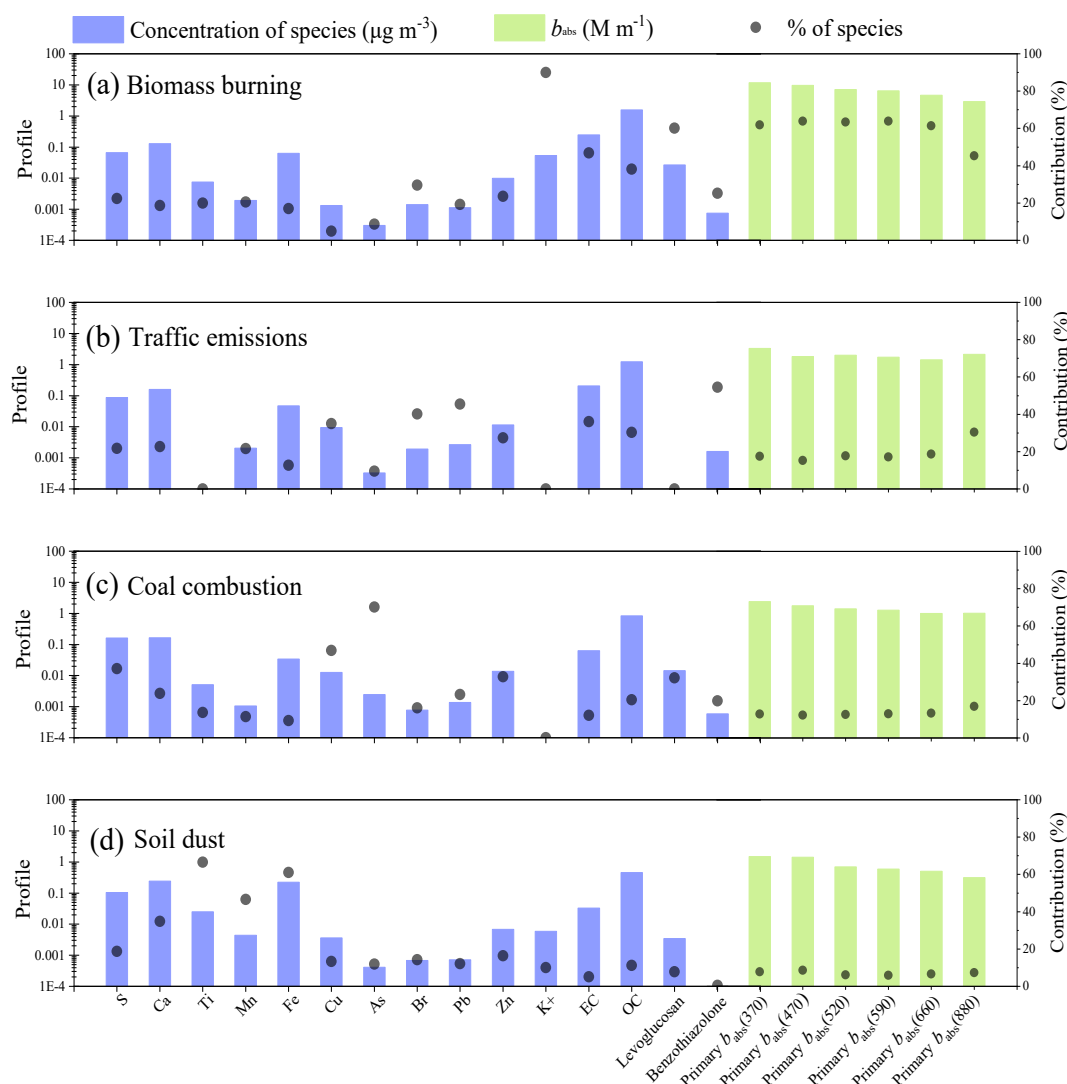 Concentration of species (μg m⁻³) b_abs (M m⁻¹) % of species
(a) Biomass burning
100
10
1
0.1
0.01
0.001
1E-4
Profile
100
80
60
40
20
0
Contribution (%)
(b) Traffic emissions
100
10
1
0.1
0.01
0.001
1E-4
Profile
100
80
60
40
20
0
Contribution (%)
(c) Coal combustion
100
10
1
0.1
0.01
0.001
1E-4
Profile
100
80
60
40
20
0
Contribution (%)
(d) Soil dust
100
10
1
0.1
0.01
0.001
1E-4
Profile
100
80
60
40
20
0
Contribution (%)
S
Ca
Ti
Mn
Fe
Cu
As
Br
Pb
Zn
K+
EC
OC
Levoglucosan
Benzothiazolone
Primary b_abs(370)
Primary b_abs(470)
Primary b_abs(520)
Primary b_abs(590)
Primary b_abs(660)
Primary b_abs(880)